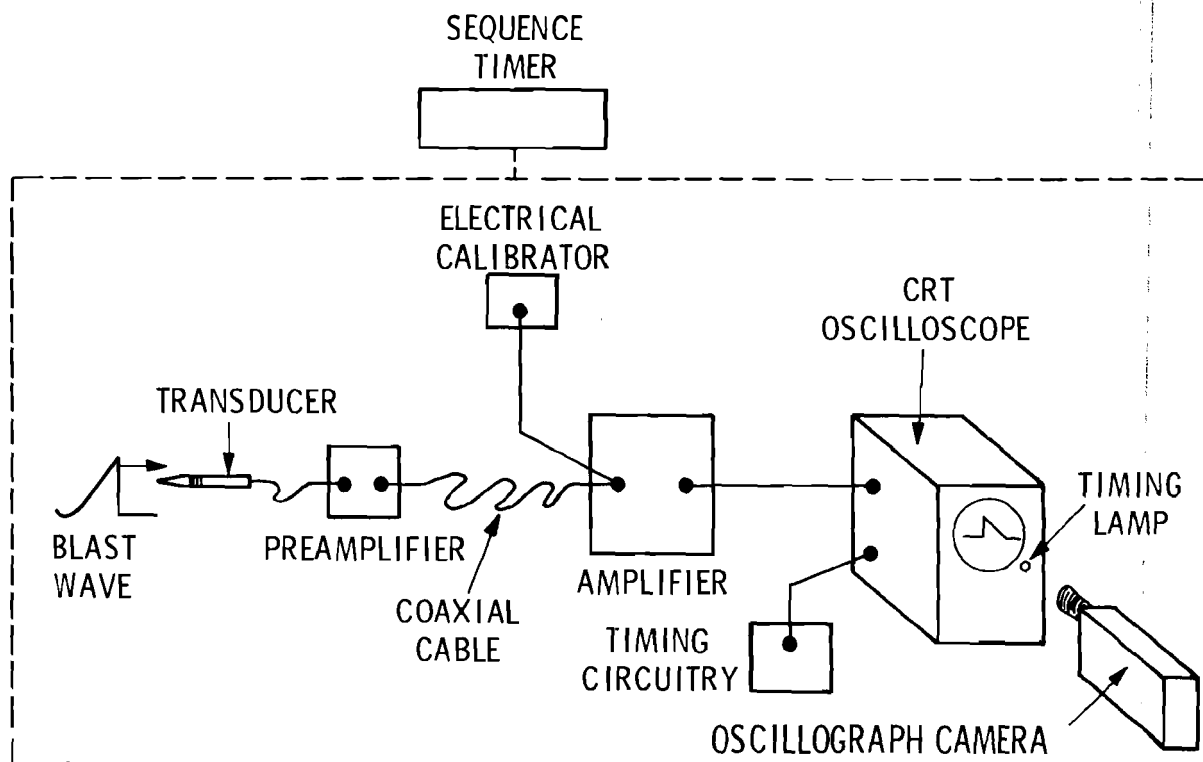 SEQUENCE
TIMER
ELECTRICAL
CALIBRATOR
CRT
OSCILLOSCOPE
TRANSDUCER
TIMING
LAMP
BLAST
WAVE
PREAMPLIFIER
COAXIAL
CABLE
AMPLIFIER
TIMING
CIRCUITRY
OSCILLOGRAPH CAMERA